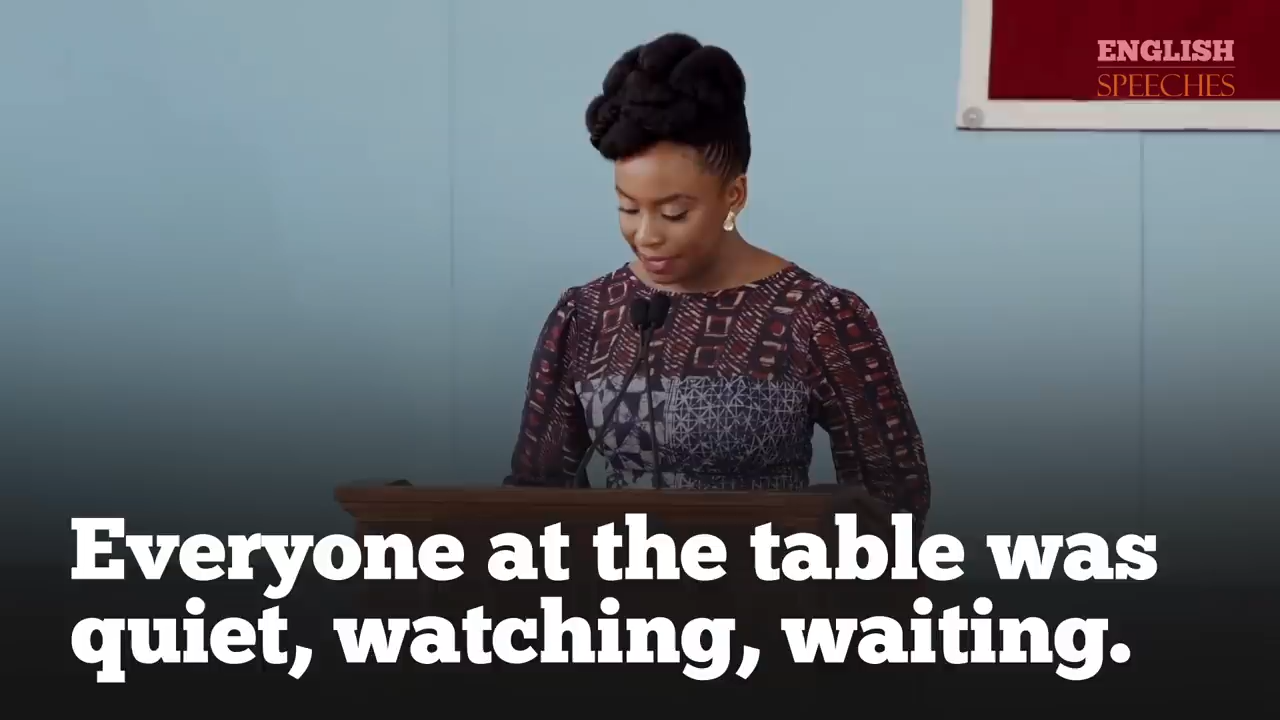 ENGLISH
SPEECHES
Everyone at the table was
quiet, watching, waiting.